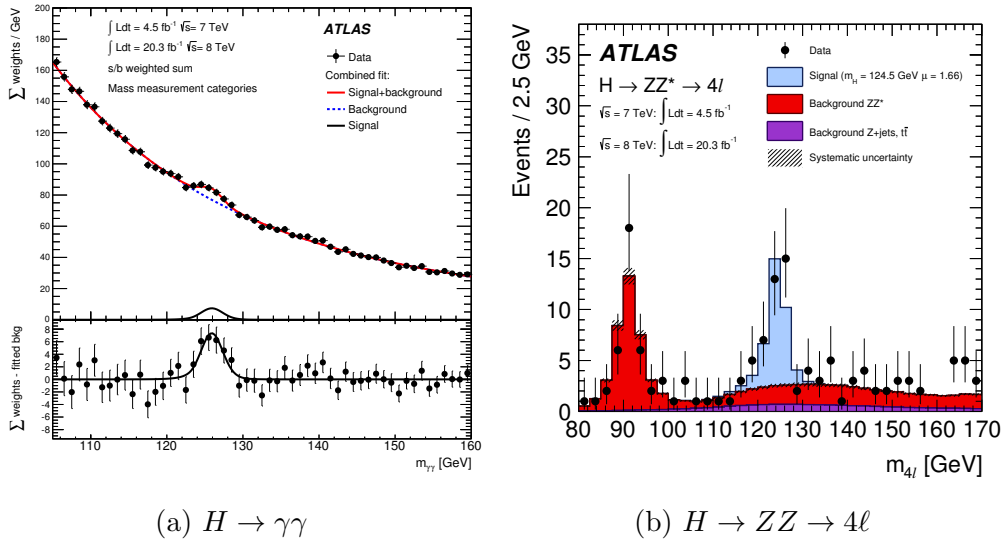 ∫ Ldt = 4.5 fb⁻¹ √s= 7 TeV
∫ Ldt = 20.3 fb⁻¹ √s= 8 TeV
s/b weighted sum
Mass measurement categories
ATLAS
Data
Combined fit:
Signal+background
Background
Signal
∑ weights / GeV
180
160
140
120
100
80
60
40
20
0
∑ weights - fitted bkg
8
6
4
2
0
-2
-4
-6
-8
110 120 130 140 150 160
m_γγ [GeV]
(a) H → γγ
ATLAS
H → ZZ* → 4l
√s = 7 TeV: ∫Ldt = 4.5 fb⁻¹
√s = 8 TeV: ∫Ldt = 20.3 fb⁻¹
Data
Signal (m_H = 124.5 GeV μ = 1.66)
Background ZZ*
Background Z+jets, tt̄
Systematic uncertainty
Events / 2.5 GeV
35
30
25
20
15
10
5
0
80 90 100 110 120 130 140 150 160 170
m_4l [GeV]
(b) H → ZZ → 4ℓ